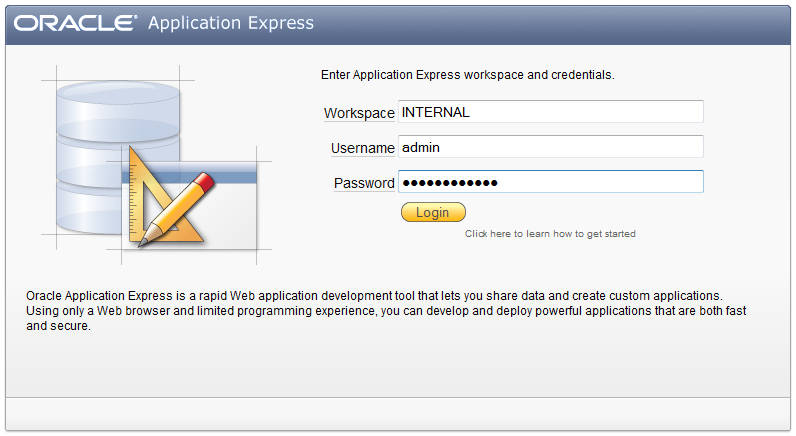 ORACLE® Application Express
Enter Application Express workspace and credentials.
Workspace INTERNAL
Username admin
Password ●●●●●●●●●●●●
Login
Click here to learn how to get started
Oracle Application Express is a rapid Web application development tool that lets you share data and create custom applications.
Using only a Web browser and limited programming experience, you can develop and deploy powerful applications that are both fast
and secure.